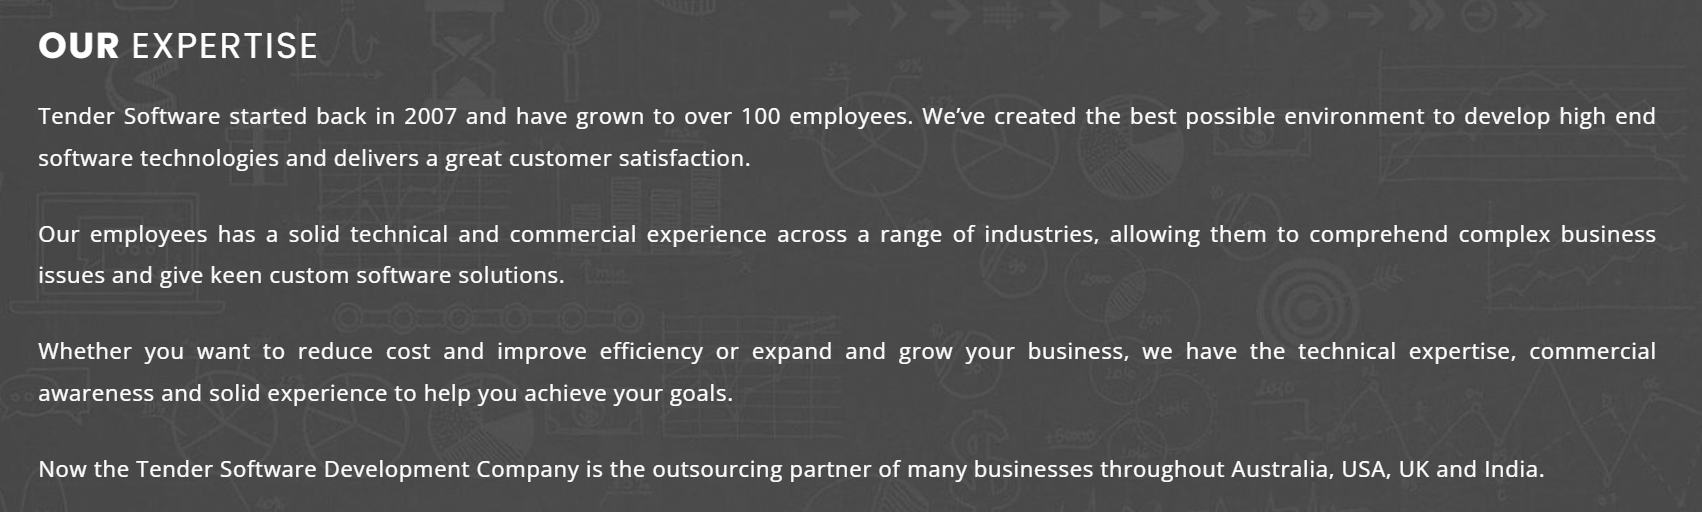 OUR EXPERTISE
Tender Software started back in 2007 and have grown to over 100 employees. We’ve created the best possible environment to develop high end
software technologies and delivers a great customer satisfaction.
Our employees has a solid technical and commercial experience across a range of industries, allowing them to comprehend complex business
issues and give keen custom software solutions.
Whether you want to reduce cost and improve efficiency or expand and grow your business, we have the technical expertise, commercial
awareness and solid experience to help you achieve your goals.
Now the Tender Software Development Company is the outsourcing partner of many businesses throughout Australia, USA, UK and India.